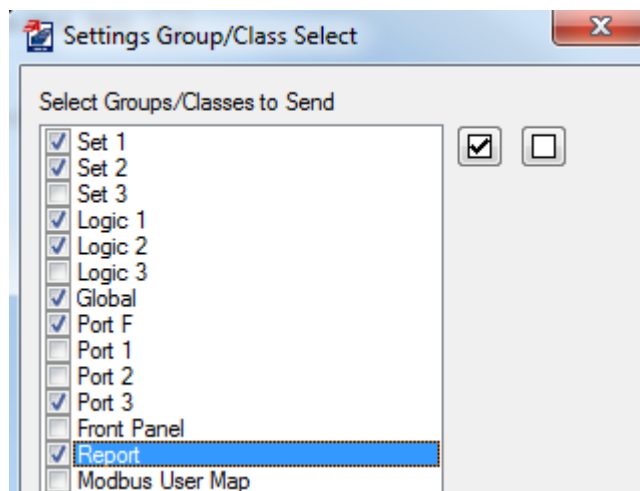 Settings Group/Class Select
Select Groups/Classes to Send
Set 1
Set 2
Set 3
Logic 1
Logic 2
Logic 3
Global
Port F
Port 1
Port 2
Port 3
Front Panel
Report
Modbus User Map